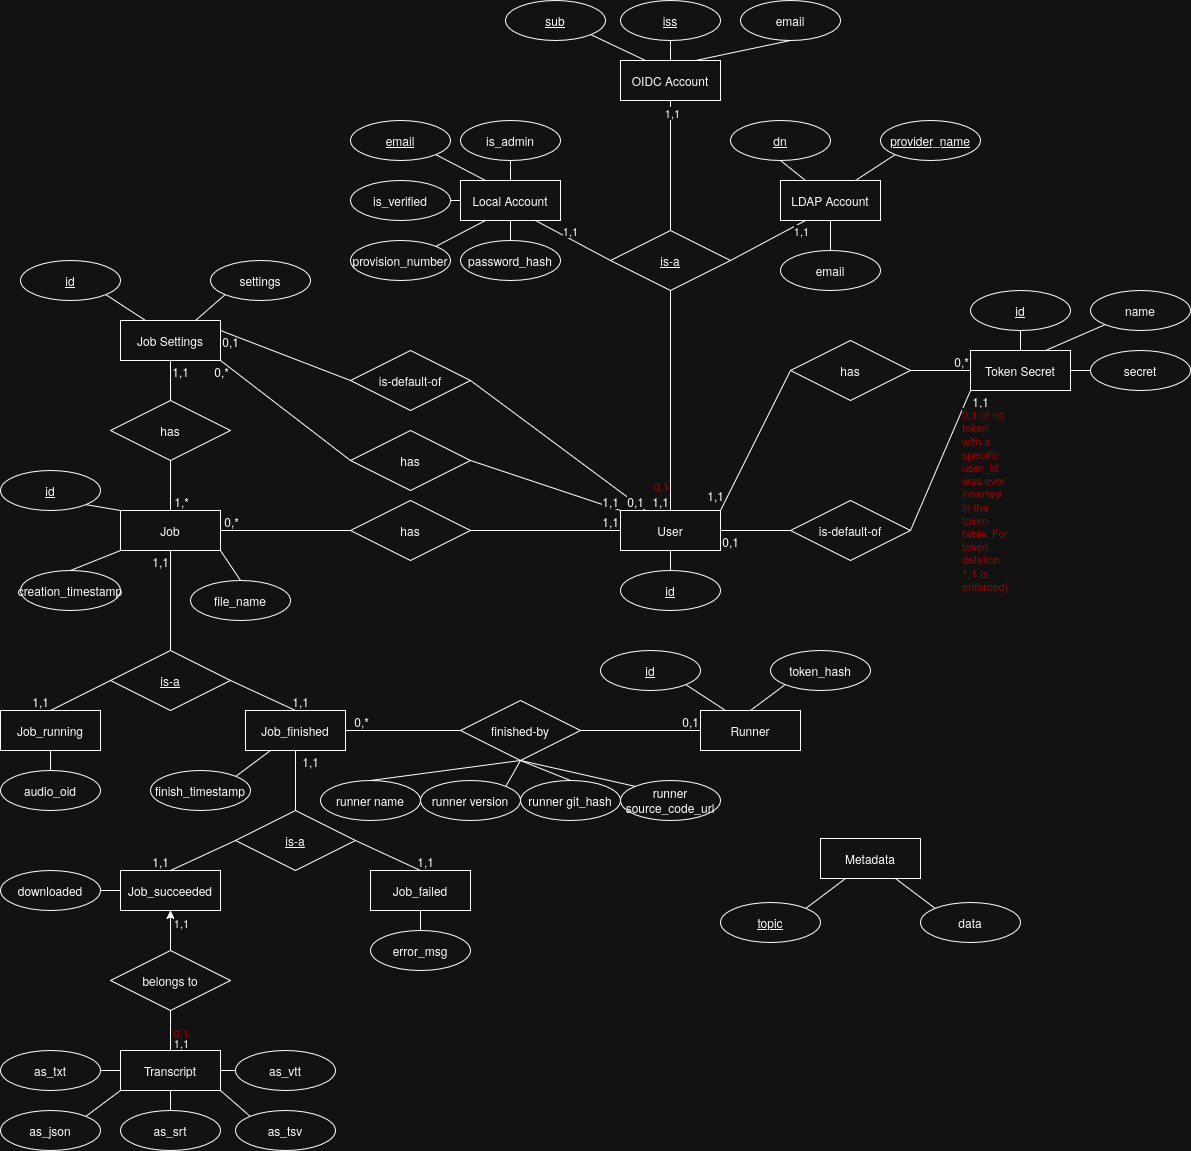 sub
iss
email
OIDC Account
1,1
email
is_admin
dn
provider_name
is_verified
Local Account
LDAP Account
1,1
1,1
provision_number
password_hash
is-a
email
id
settings
id
name
Job Settings
0,1
1,1
0,*
is-default-of
has
0,*
Token Secret
secret
1,1
0,1 (if no
token
with a
specific
user_id
was ever
inserted
in the
token
table. For
token
deletion
1,1 is
enforced)
has
has
id
1,*
0,1
1,1
0,1
1,1
1,1
Job
0,*
has
1,1
User
0,1
is-default-of
1,1
creation_timestamp
file_name
id
is-a
id
token_hash
1,1
1,1
Job_running
Job_finished
0,*
finished-by
0,1
Runner
1,1
audio_oid
finish_timestamp
runner name
runner version
runner git_hash
runner
source_code_url
is-a
1,1
1,1
Metadata
downloaded
Job_succeeded
Job_failed
1,1
topic
data
error_msg
belongs to
0,1
1,1
as_txt
Transcript
as_vtt
as_json
as_srt
as_tsv